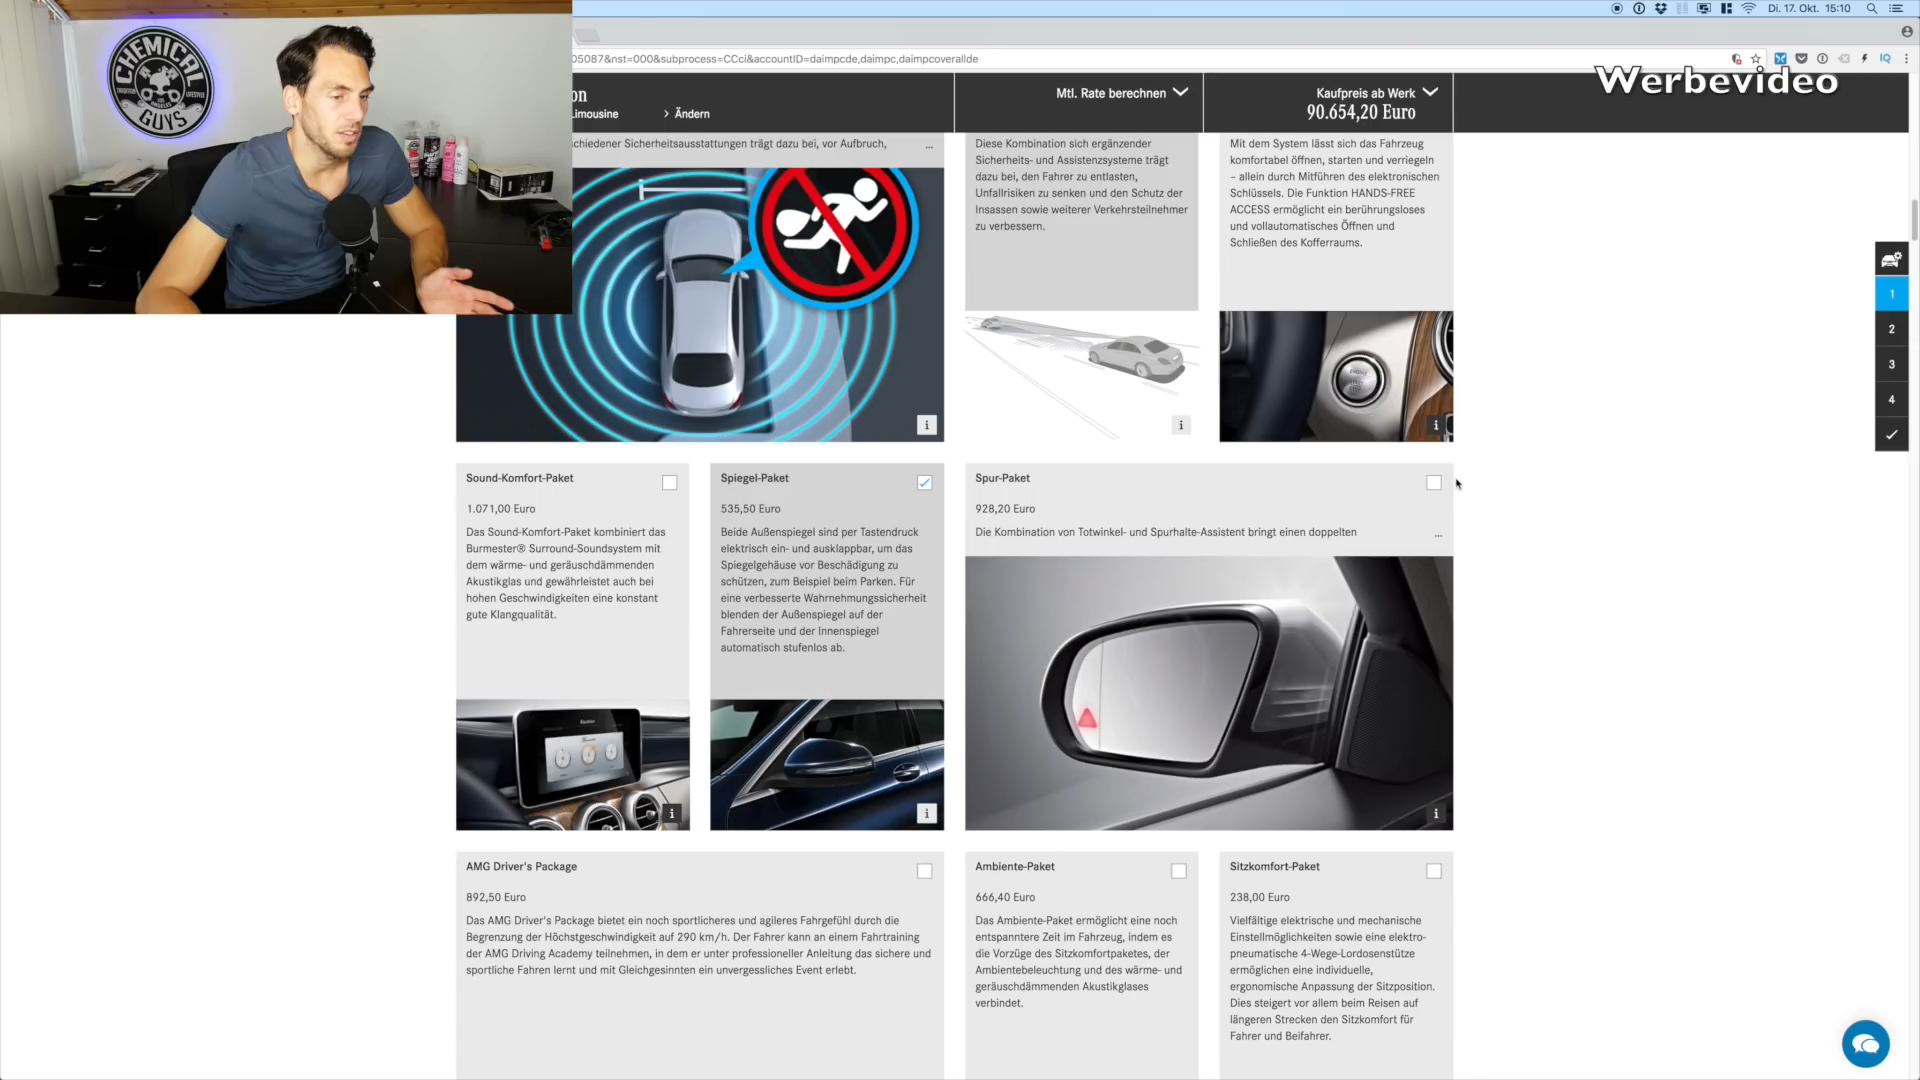 Di. 17. Okt. 15:10
05087&nst=000&subprocess=CCci&accountID=daimpcde,daimpc,daimpcoverallde
IQ
Werbevideo
CHEMICAL
GUYS
on
Limousine
Ändern
Mtl. Rate berechnen
Kaufpreis ab Werk
90.654,20 Euro
chiedener Sicherheitsausstattungen trägt dazu bei, vor Aufbruch,
...
Diese Kombination sich ergänzender
Sicherheits- und Assistenzsysteme trägt
dazu bei, den Fahrer zu entlasten,
Unfallrisiken zu senken und den Schutz der
Insassen sowie weiterer Verkehrsteilnehmer
zu verbessern.
Mit dem System lässt sich das Fahrzeug
komfortabel öffnen, starten und verriegeln
– allein durch Mitführen des elektronischen
Schlüssels. Die Funktion HANDS-FREE
ACCESS ermöglicht ein berührungsloses
und vollautomatisches Öffnen und
Schließen des Kofferraums.
1
2
3
4
i
i
i
Sound-Komfort-Paket
1.071,00 Euro
Das Sound-Komfort-Paket kombiniert das
Burmester® Surround-Soundsystem mit
dem wärme- und geräuschdämmenden
Akustikglas und gewährleistet auch bei
hohen Geschwindigkeiten eine konstant
gute Klangqualität.
i
Spiegel-Paket
535,50 Euro
Beide Außenspiegel sind per Tastendruck
elektrisch ein- und ausklappbar, um das
Spiegelgehäuse vor Beschädigung zu
schützen, zum Beispiel beim Parken. Für
eine verbesserte Wahrnehmungssicherheit
blenden der Außenspiegel auf der
Fahrerseite und der Innenspiegel
automatisch stufenlos ab.
i
Spur-Paket
928,20 Euro
Die Kombination von Totwinkel- und Spurhalte-Assistent bringt einen doppelten
...
i
AMG Driver's Package
892,50 Euro
Das AMG Driver's Package bietet ein noch sportlicheres und agileres Fahrgefühl durch die
Begrenzung der Höchstgeschwindigkeit auf 290 km/h. Der Fahrer kann an einem Fahrtraining
der AMG Driving Academy teilnehmen, in dem er unter professioneller Anleitung das sichere und
sportliche Fahren lernt und mit Gleichgesinnten ein unvergessliches Event erlebt.
Ambiente-Paket
666,40 Euro
Das Ambiente-Paket ermöglicht eine noch
entspanntere Zeit im Fahrzeug, indem es
die Vorzüge des Sitzkomfortpaketes, der
Ambientebeleuchtung und des wärme- und
geräuschdämmenden Akustikglases
verbindet.
Sitzkomfort-Paket
238,00 Euro
Vielfältige elektrische und mechanische
Einstellmöglichkeiten sowie eine elektro-
pneumatische 4-Wege-Lordosenstütze
ermöglichen eine individuelle,
ergonomische Anpassung der Sitzposition.
Dies steigert vor allem beim Reisen auf
längeren Strecken den Sitzkomfort für
Fahrer und Beifahrer.